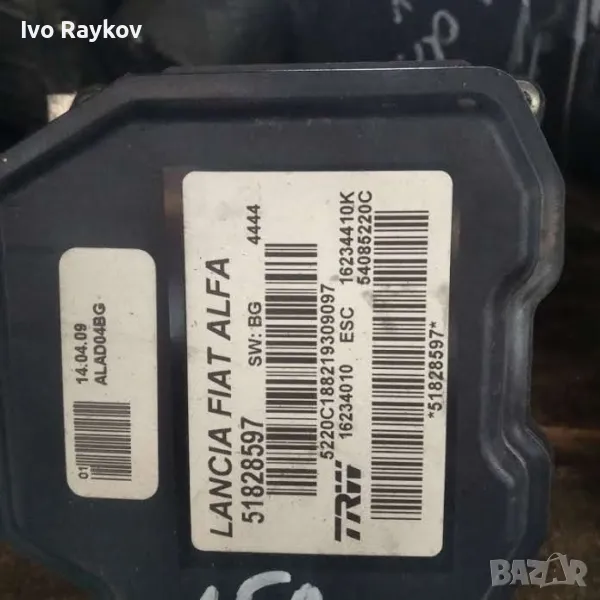 Ivo Raykov
14.04.09
ALAD04BG
01
LANCIA FIAT ALFA
51828597 SW: BG 4444
5220C188219309097
16234010 ESC 16234410K
54085220C
TRW
*51828597*
BAZAR